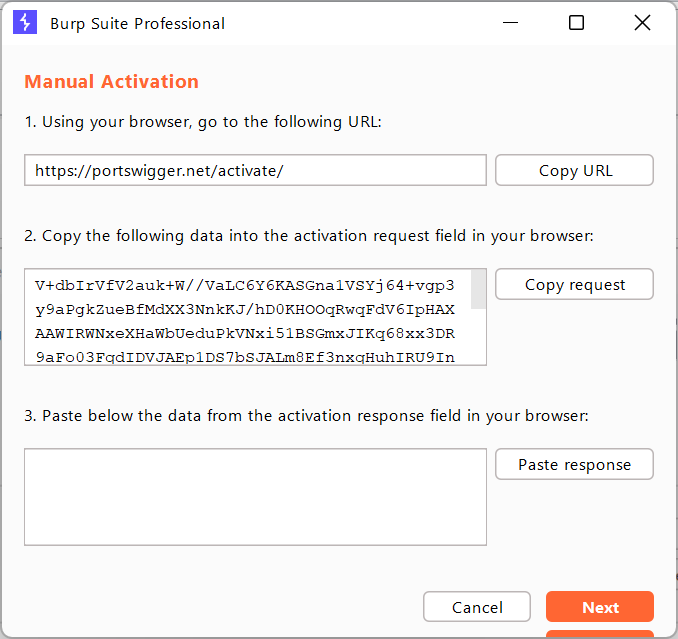 Burp Suite Professional
Manual Activation
1. Using your browser, go to the following URL:
https://portswigger.net/activate/
Copy URL
2. Copy the following data into the activation request field in your browser:
V+dbIrVfV2auk+W//VaLC6Y6KASGna1VSYj64+vgp3
y9aPgkZueBfMdXX3NnkKJ/hD0KHOOqRwqFdV6IpHAX
AAWIRWNxeXHaWbUeduPkVNxi51BSGmxJIKq68xx3DR
9aFo03FqdIDVJAEp1DS7bSJALm8Ef3nxqHuhIRU9In
Copy request
3. Paste below the data from the activation response field in your browser:
Paste response
Cancel
Next